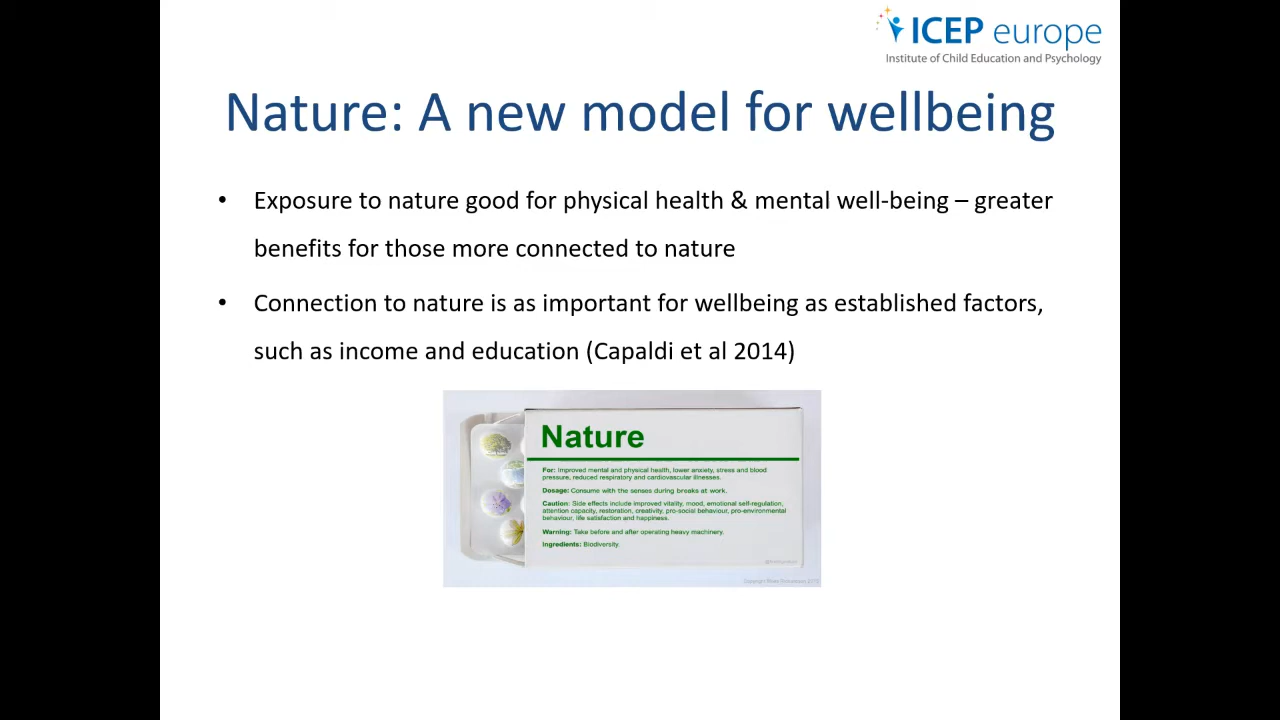 ICEP europe
Institute of Child Education and Psychology
Nature: A new model for wellbeing
• Exposure to nature good for physical health & mental well-being – greater
benefits for those more connected to nature
• Connection to nature is as important for wellbeing as established factors,
such as income and education (Capaldi et al 2014)
Nature
For: Improved mental and physical health, lower anxiety, stress and blood
pressure, reduced respiratory and cardiovascular illnesses.
Dosage: Consume with the senses during breaks at work.
Caution: Side effects include improved vitality, mood, emotional self-regulation,
attention capacity, restoration, creativity, pro-social behaviour, pro-environmental
behaviour, life satisfaction and happiness.
Warning: Take before and after operating heavy machinery.
Ingredients: Biodiversity.
Copyright